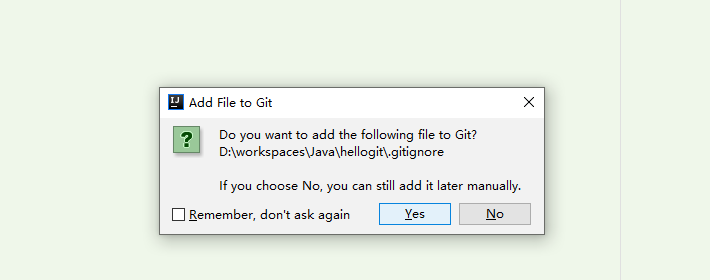 IJ
Add File to Git
?
Do you want to add the following file to Git?
D:\workspaces\Java\hellogit\.gitignore
If you choose No, you can still add it later manually.
Remember, don't ask again
Yes
No